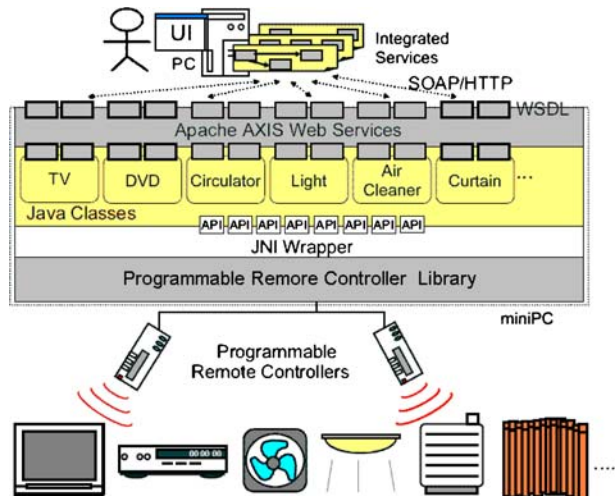 UI
PC
Integrated
Services
SOAP/HTTP
WSDL
Apache AXIS Web Services
TV
DVD
Circulator
Light
Air
Cleaner
Curtain
...
Java Classes
API API API API API API API API
JNI Wrapper
Programmable Remore Controller Library
miniPC
Programmable
Remote Controllers
....